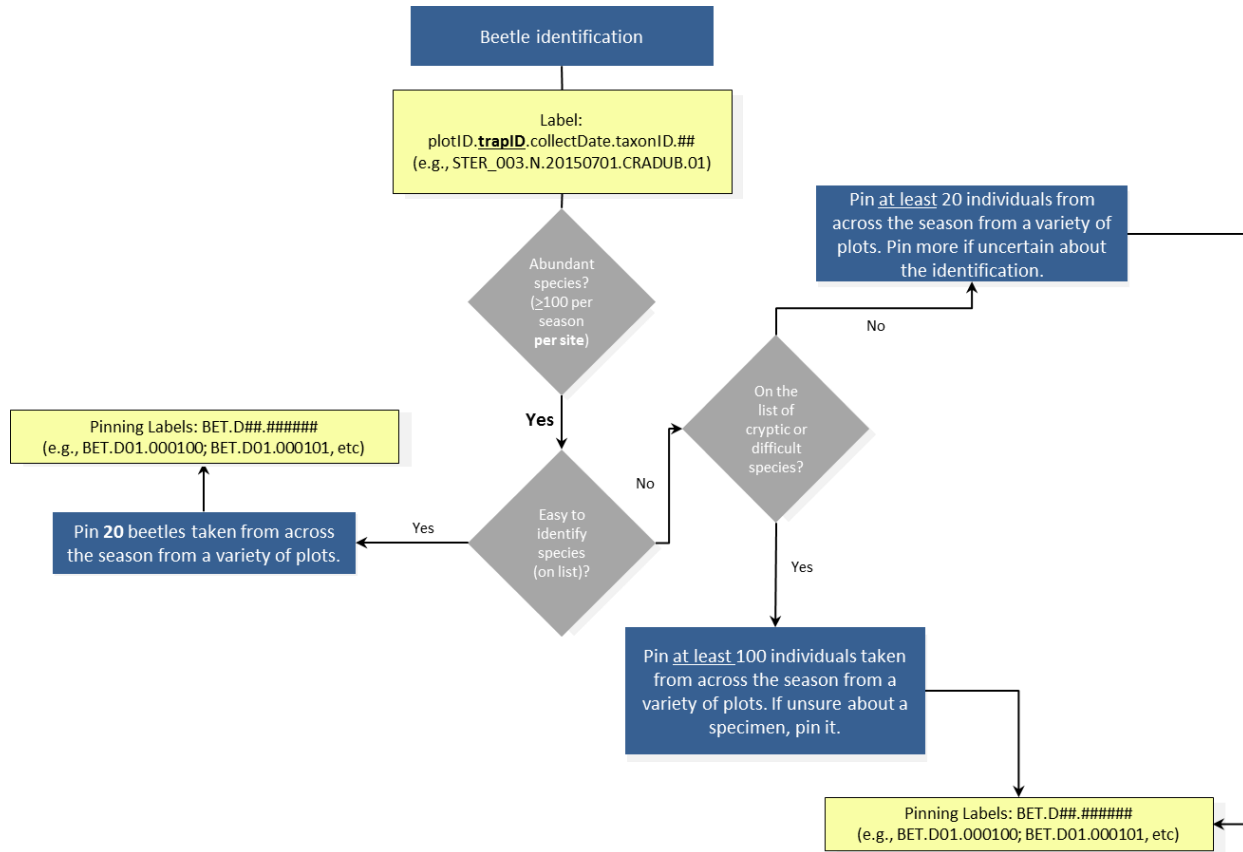 Beetle identification
Label:
plotID.trapID.collectDate.taxonID.##
(e.g., STER_003.N.20150701.CRADUB.01)
Abundant
species?
(≥100 per
season
per site)
Yes
Easy to
identify
species
(on list)?
Yes
Pin 20 beetles taken from across
the season from a variety of plots.
Pinning Labels: BET.D##.######
(e.g., BET.D01.000100; BET.D01.000101, etc)
No
On the
list of
cryptic or
difficult
species?
No
Pin at least 20 individuals from
across the season from a variety of
plots. Pin more if uncertain about
the identification.
Yes
Pin at least 100 individuals taken
from across the season from a
variety of plots. If unsure about a
specimen, pin it.
Pinning Labels: BET.D##.######
(e.g., BET.D01.000100; BET.D01.000101, etc)